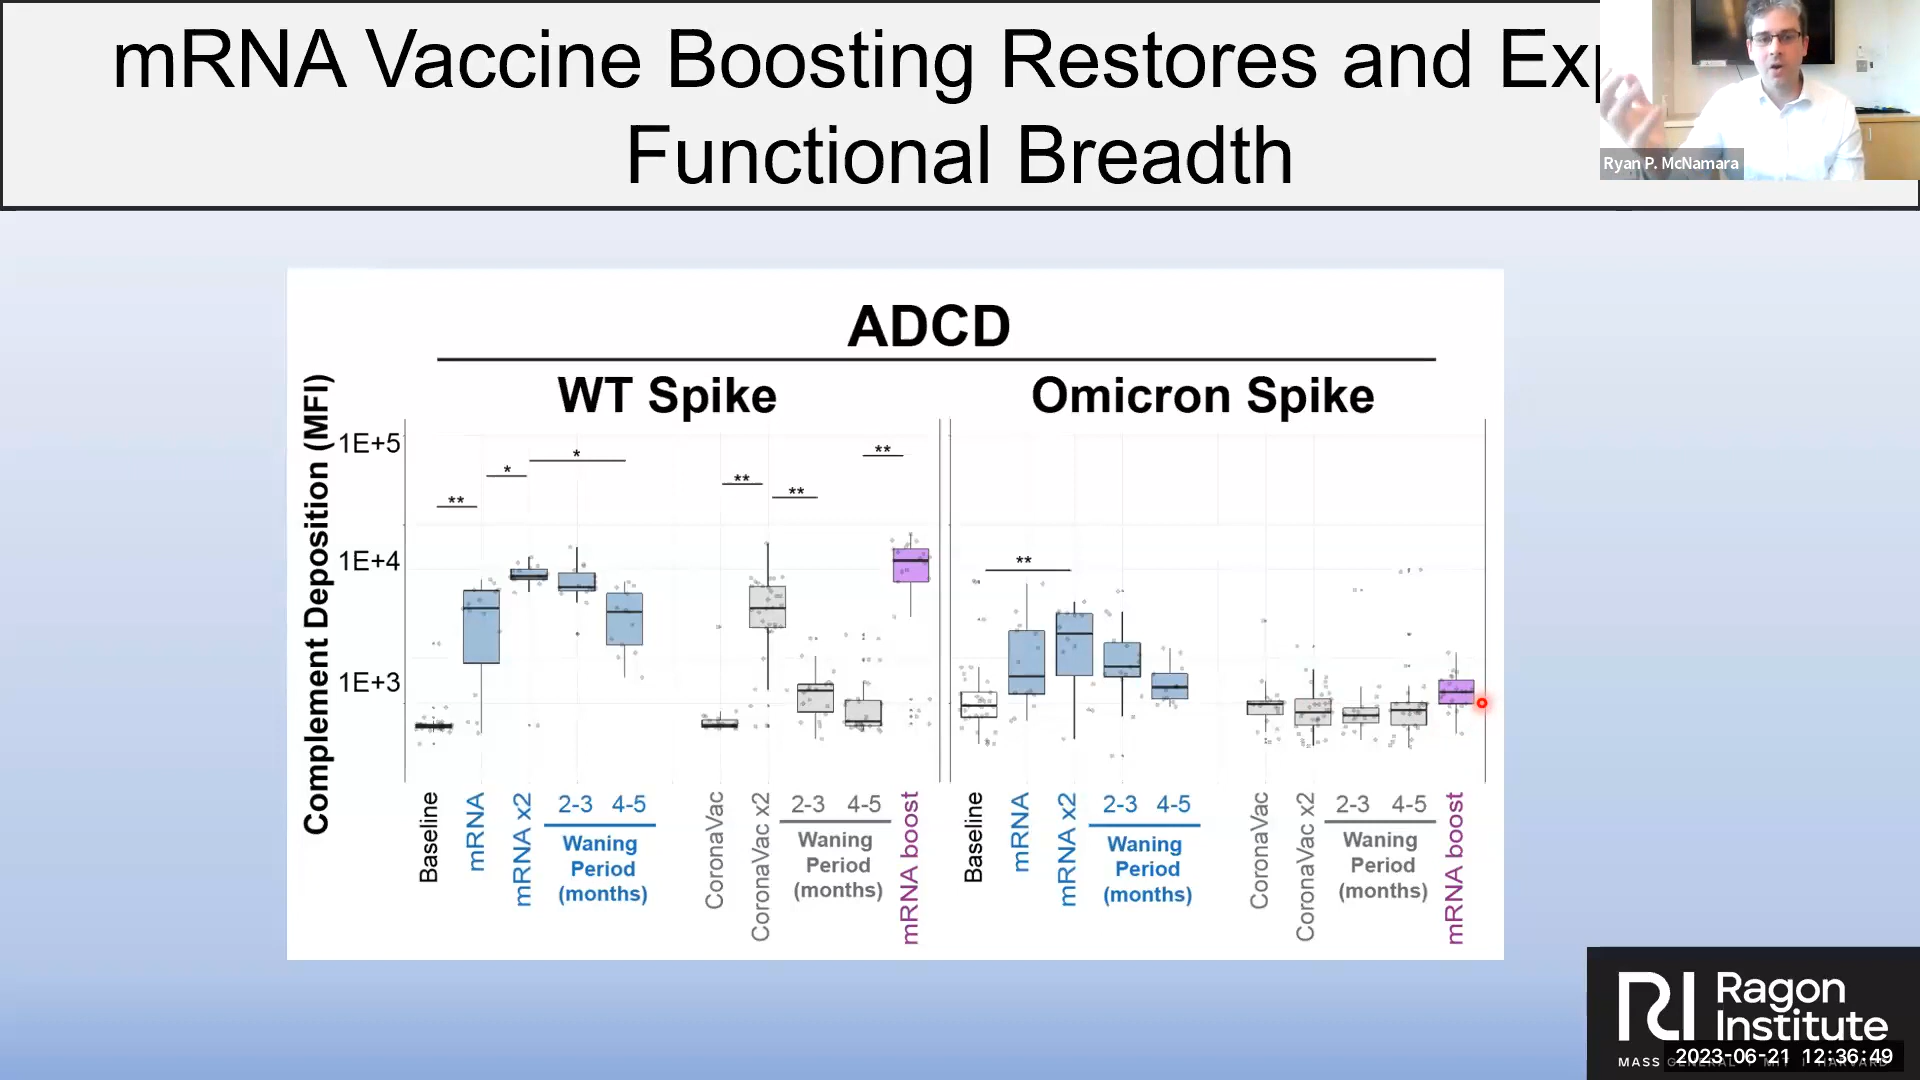 mRNA Vaccine Boosting Restores and Exp
Functional Breadth
Ryan P. McNamara
ADCD
WT Spike
Omicron Spike
Complement Deposition (MFI)
1E+5
1E+4
1E+3
**
*
*
**
**
**
**
Baseline
mRNA
mRNA x2
2-3
4-5
Waning
Period
(months)
CoronaVac
CoronaVac x2
2-3
4-5
Waning
Period
(months)
mRNA boost
Baseline
mRNA
mRNA x2
2-3
4-5
Waning
Period
(months)
CoronaVac
CoronaVac x2
2-3
4-5
Waning
Period
(months)
mRNA boost
RI Ragon
Institute
MASS
2023-06-21 12:36:49